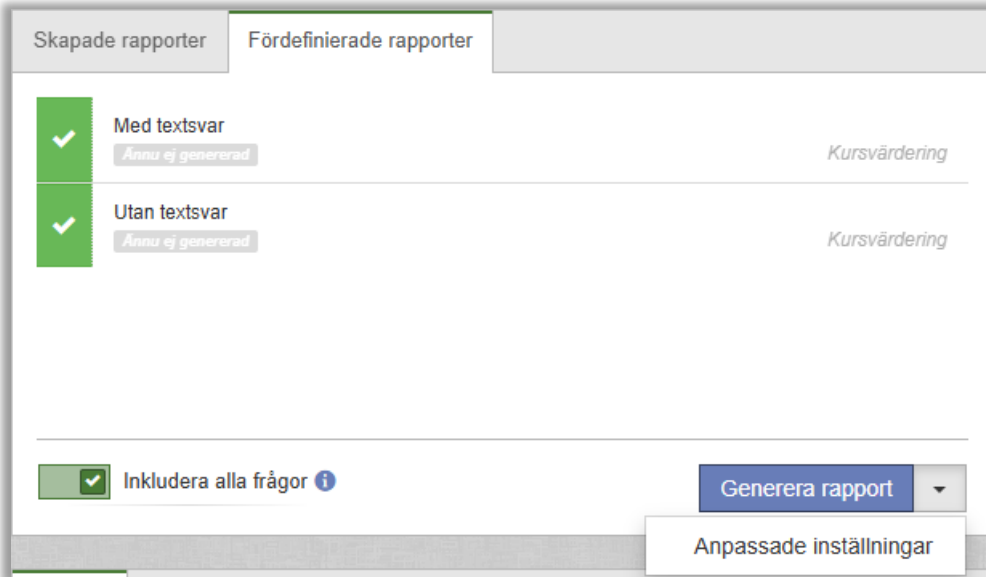 Skapade rapporter
Fördefinierade rapporter
Med textsvar
Ännu ej genererad
Kursvärdering
Utan textsvar
Ännu ej genererad
Kursvärdering
Inkludera alla frågor
Generera rapport
Anpassade inställningar